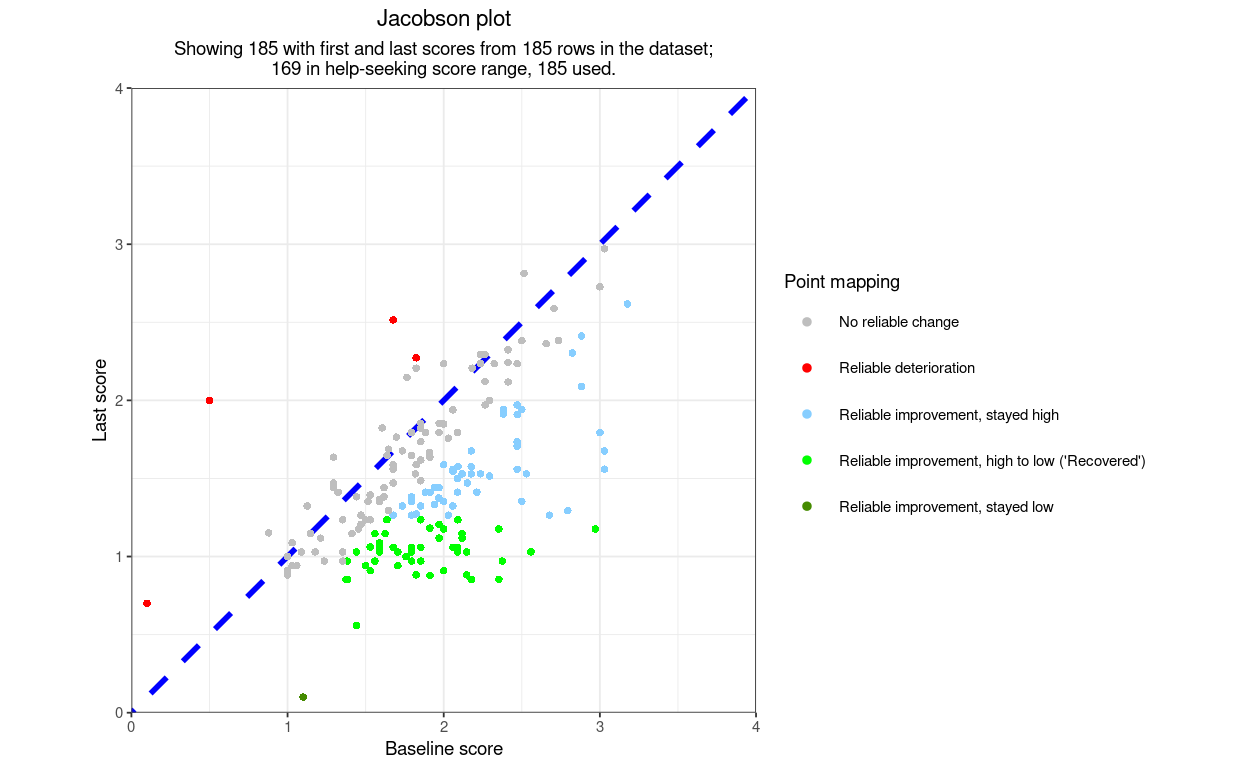 Jacobson plot
Showing 185 with first and last scores from 185 rows in the dataset;
169 in help-seeking score range, 185 used.
4
3
2
1
0
Last score
0 1 2 3 4
Baseline score
Point mapping
No reliable change
Reliable deterioration
Reliable improvement, stayed high
Reliable improvement, high to low ('Recovered')
Reliable improvement, stayed low